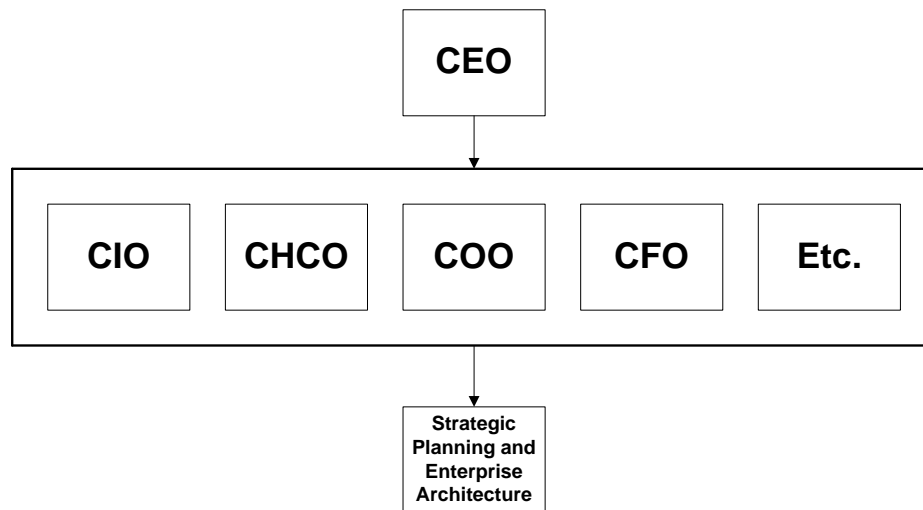 CEO
CIO
CHCO
COO
CFO
Etc.
Strategic
Planning and
Enterprise
Architecture